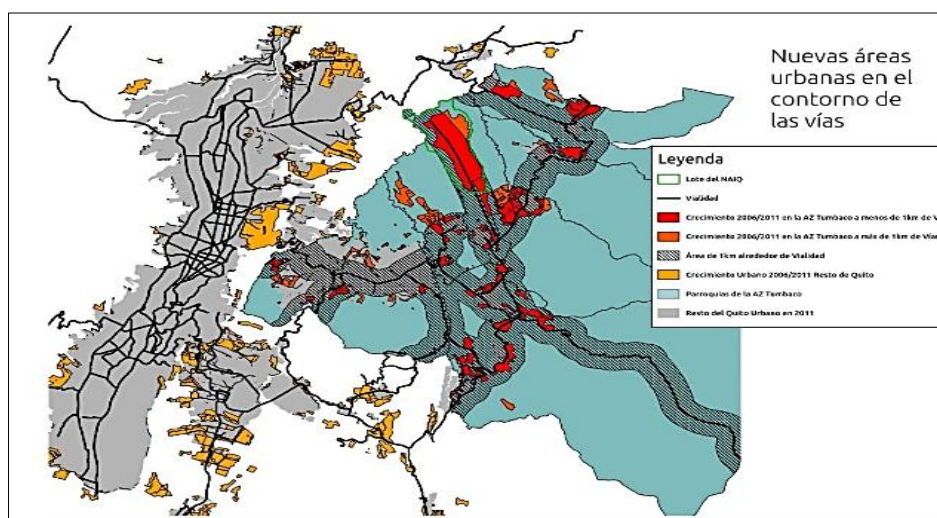 Nuevas áreas
urbanas en el
contorno de
las vías
Leyenda
Lote del NAIQ
Vialidad
Crecimiento 2006/2011 en la AZ Tumbaco a menos de 1km de V
Crecimiento 2006/2011 en la AZ Tumbaco a más de 1km de Vía
Área de 1km alrededor de Vialidad
Crecimiento Urbano 2006/2011 Resto de Quito
Parroquias de la AZ Tumbaco
Resto del Quito Urbano en 2011